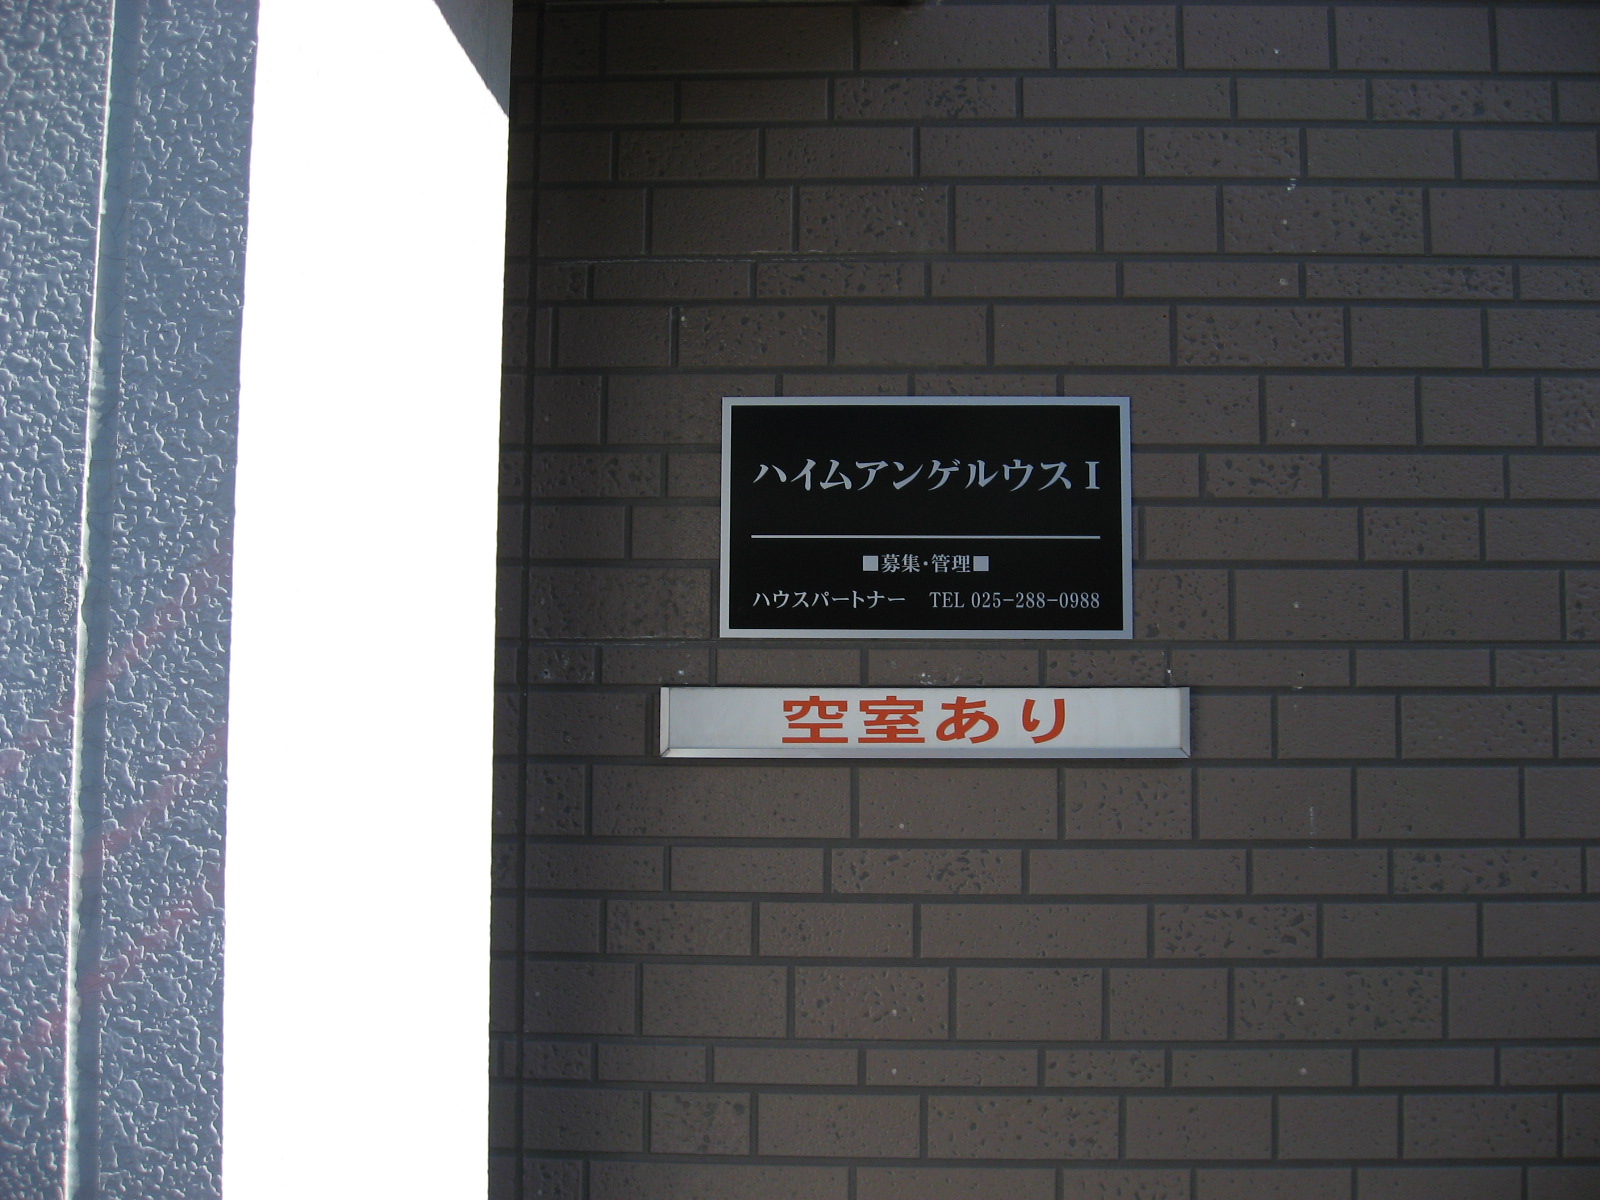 ハイムアンゲルウスⅠ
■募集・管理■
ハウスパートナー　TEL 025-288-0988
空室あり